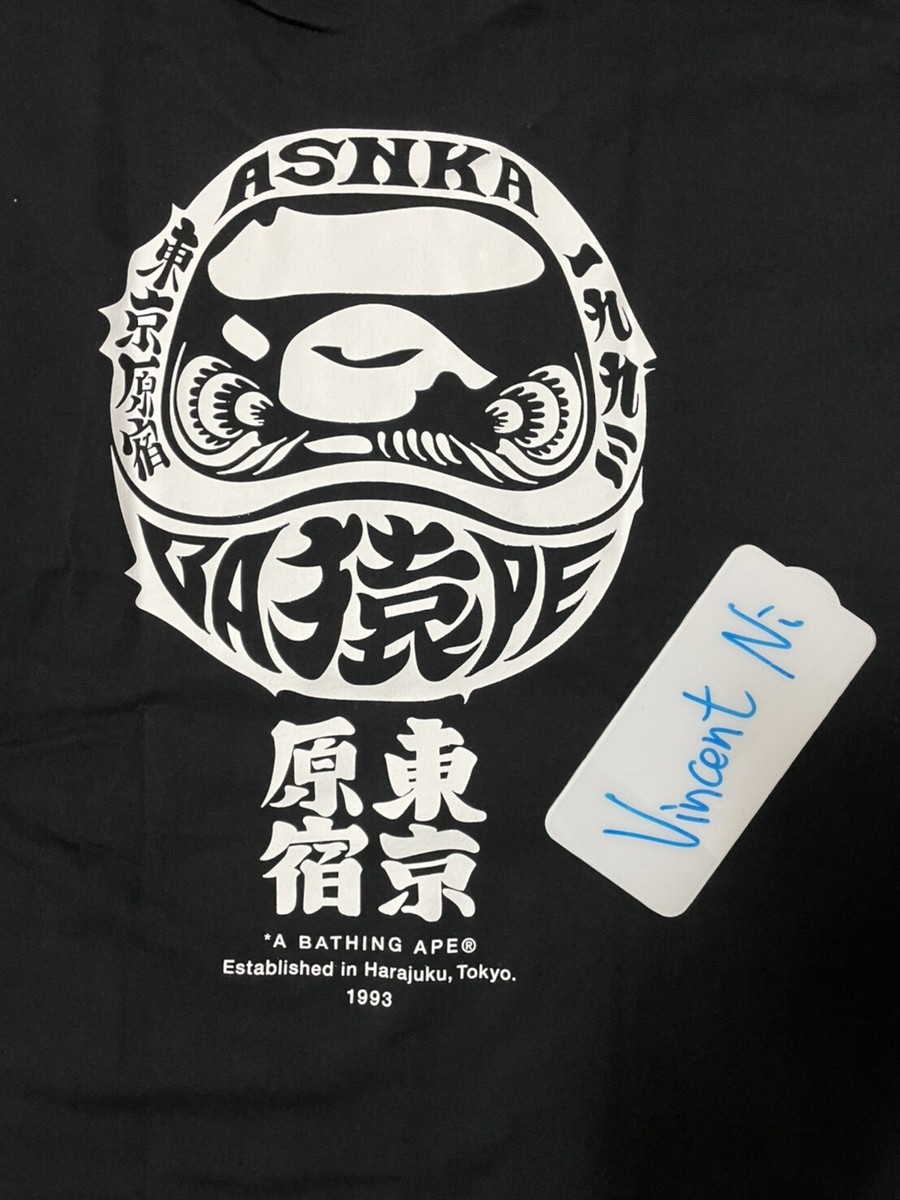 ASNKA
東京原宿
一九九三
BA猿PE
東京
原宿
*A BATHING APE®
Established in Harajuku, Tokyo.
1993
Vincent Ni